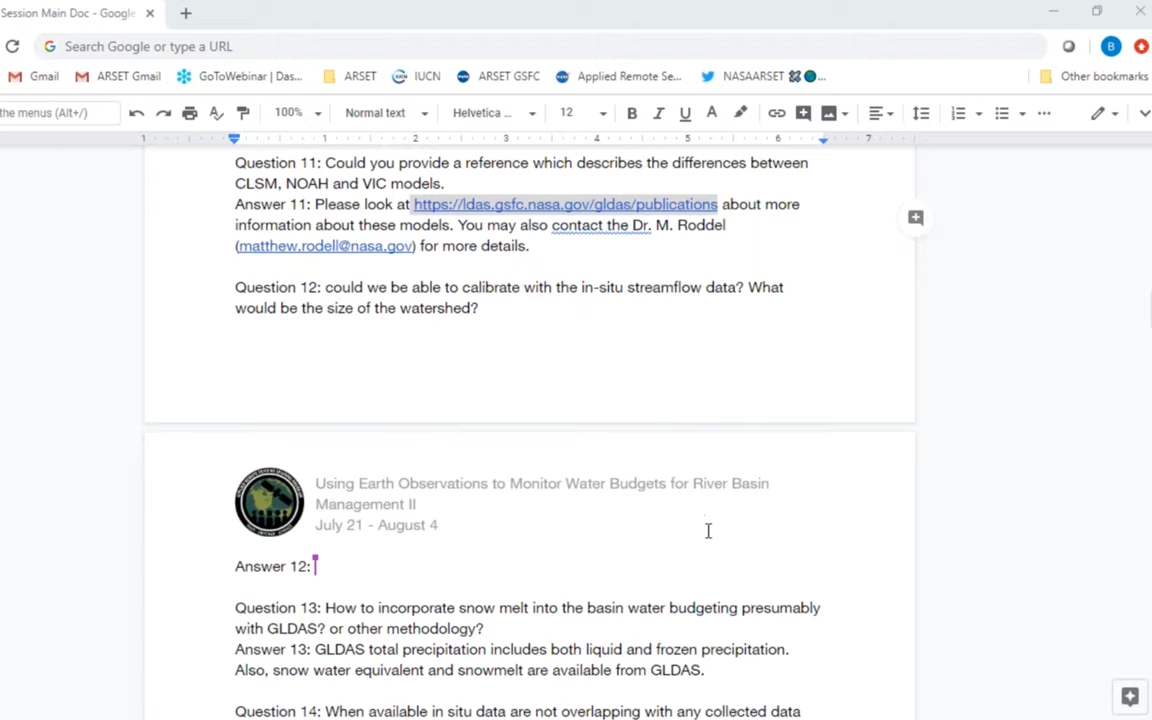 Session Main Doc - Google
Search Google or type a URL
Gmail
ARSET Gmail
GoToWebinar | Das...
ARSET
IUCN
ARSET GSFC
Applied Remote Se...
NASAARSET
Other bookmarks
the menus (Alt+/)
100%
Normal text
Helvetica ...
12
B I U A
1 1 2 3 4 5 6 7
Question 11: Could you provide a reference which describes the differences between
CLSM, NOAH and VIC models.
Answer 11: Please look at https://ldas.gsfc.nasa.gov/gldas/publications about more
information about these models. You may also contact the Dr. M. Roddel
(matthew.rodell@nasa.gov) for more details.
Question 12: could we be able to calibrate with the in-situ streamflow data? What
would be the size of the watershed?
Using Earth Observations to Monitor Water Budgets for River Basin
Management II
July 21 - August 4
Answer 12:
Question 13: How to incorporate snow melt into the basin water budgeting presumably
with GLDAS? or other methodology?
Answer 13: GLDAS total precipitation includes both liquid and frozen precipitation.
Also, snow water equivalent and snowmelt are available from GLDAS.
Question 14: When available in situ data are not overlapping with any collected data